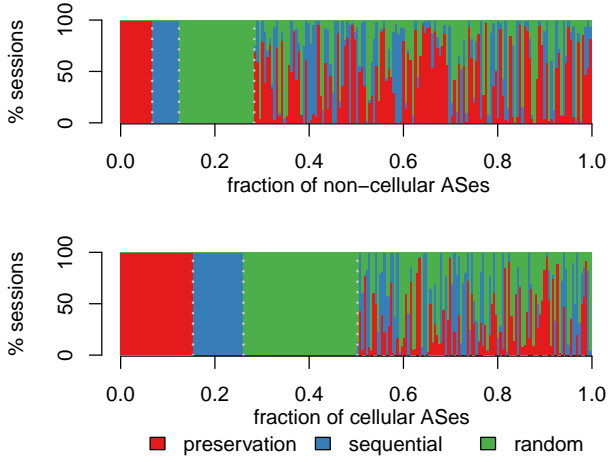 % sessions
100
50
0
0.0 0.2 0.4 0.6 0.8 1.0
fraction of non−cellular ASes
% sessions
100
50
0
0.0 0.2 0.4 0.6 0.8 1.0
fraction of cellular ASes
preservation sequential random